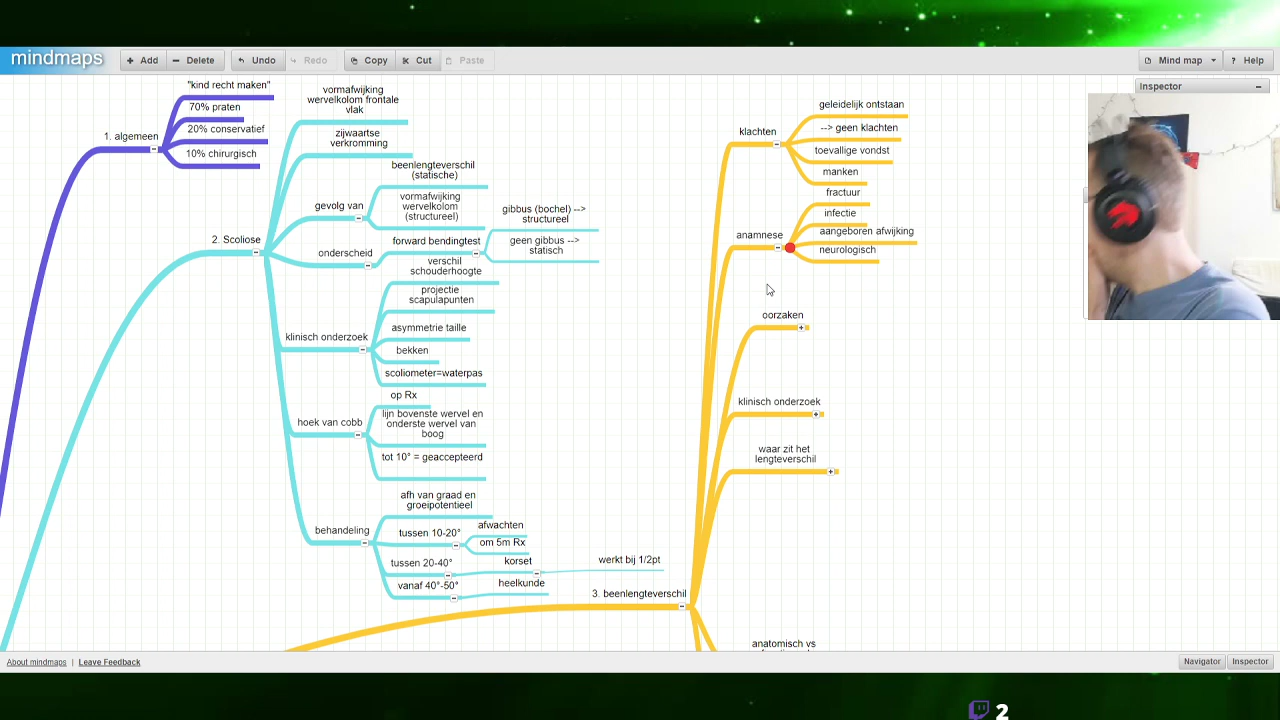 mindmaps
Add
Delete
Undo
Redo
Copy
Cut
Paste
Mind map
Help
Inspector
1. algemeen
"kind recht maken"
70% praten
20% conservatief
10% chirurgisch
2. Scoliose
vormafwijking
wervelkolom frontale
vlak
zijwaartse
verkromming
gevolg van
beenlengteverschil
(statische)
vormafwijking
wervelkolom
(structureel)
onderscheid
forward bendingtest
gibbus (bochel) -->
structureel
geen gibbus -->
statisch
klinisch onderzoek
verschil
schouderhoogte
projectie
scapulapunten
asymmetrie taille
bekken
scoliometer=waterpas
hoek van cobb
op Rx
lijn bovenste wervel en
onderste wervel van
boog
tot 10° = geaccepteerd
behandeling
afh van graad en
groeipotentieel
tussen 10-20°
afwachten
om 5m Rx
tussen 20-40°
korset
werkt bij 1/2pt
vanaf 40°-50°
heelkunde
3. beenlengteverschil
klachten
geleidelijk ontstaan
--> geen klachten
toevallige vondst
manken
anamnese
fractuur
infectie
aangeboren afwijking
neurologisch
oorzaken
klinisch onderzoek
waar zit het
lengteverschil
anatomisch vs
About mindmaps | Leave Feedback
Navigator
Inspector
2